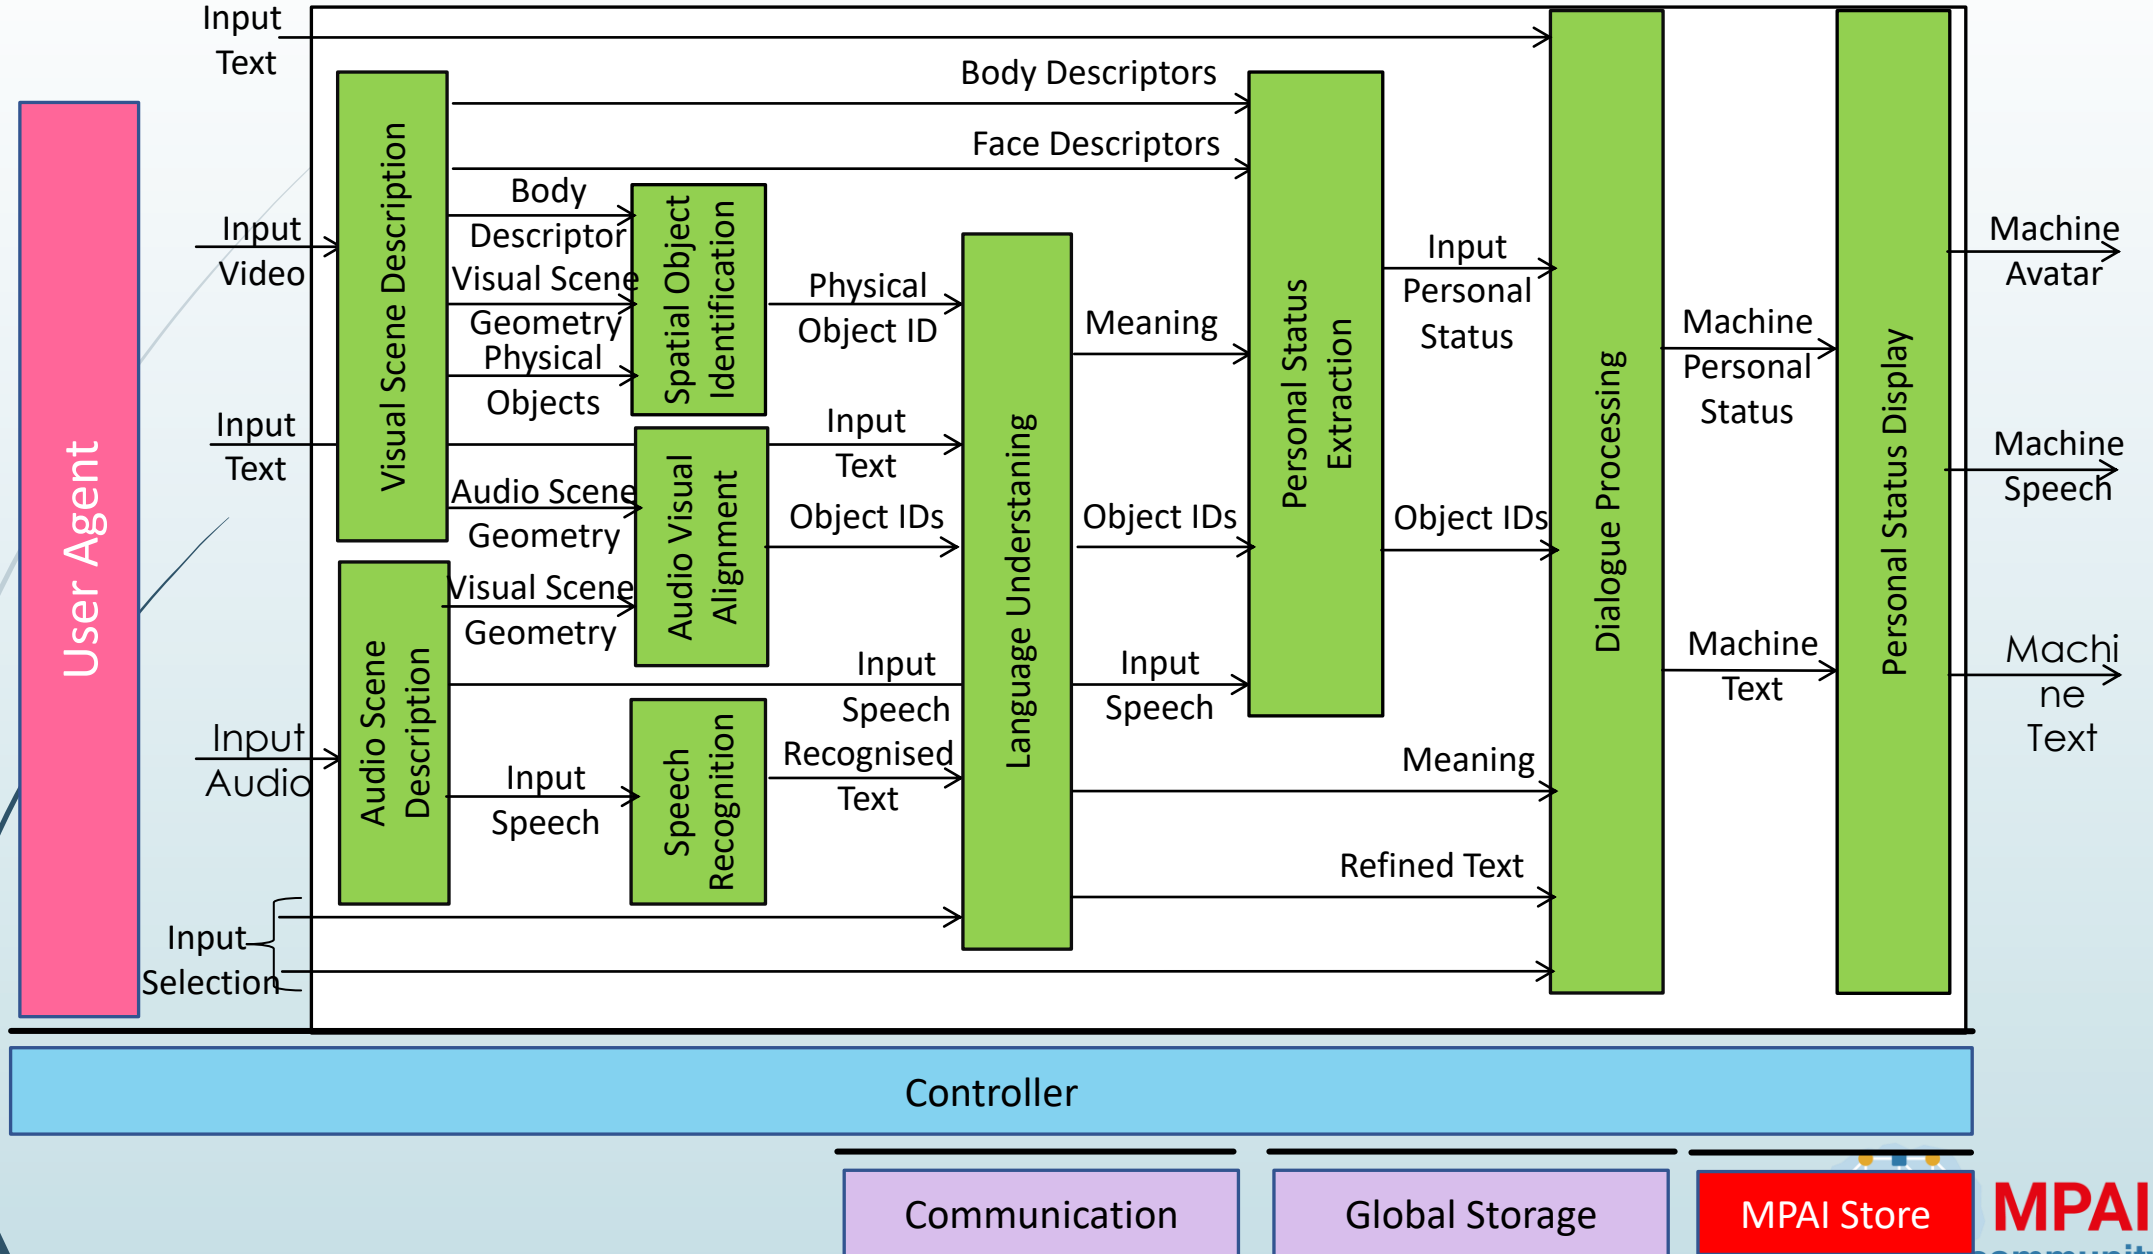 Input
Text
Body Descriptors
Face Descriptors
Body
Descriptor
Visual Scene
Geometry
Physical
Objects
Input
Video
Input
Text
User Agent
Visual Scene Description
Spatial Object
Identification
Physical
Object ID
Input
Text
Audio Scene
Geometry
Visual Scene
Geometry
Audio Visual
Alignment
Object IDs
Input
Speech
Recognised
Text
Input
Audio
Audio Scene
Description
Input
Speech
Speech
Recognition
Language Understaning
Meaning
Object IDs
Input
Speech
Personal Status
Extraction
Input
Personal
Status
Object IDs
Meaning
Refined Text
Input
Selection
Dialogue Processing
Machine
Personal
Status
Machine
Text
Personal Status Display
Machine
Avatar
Machine
Speech
Machi
ne
Text
Controller
Communication
Global Storage
MPAI Store
MPAI